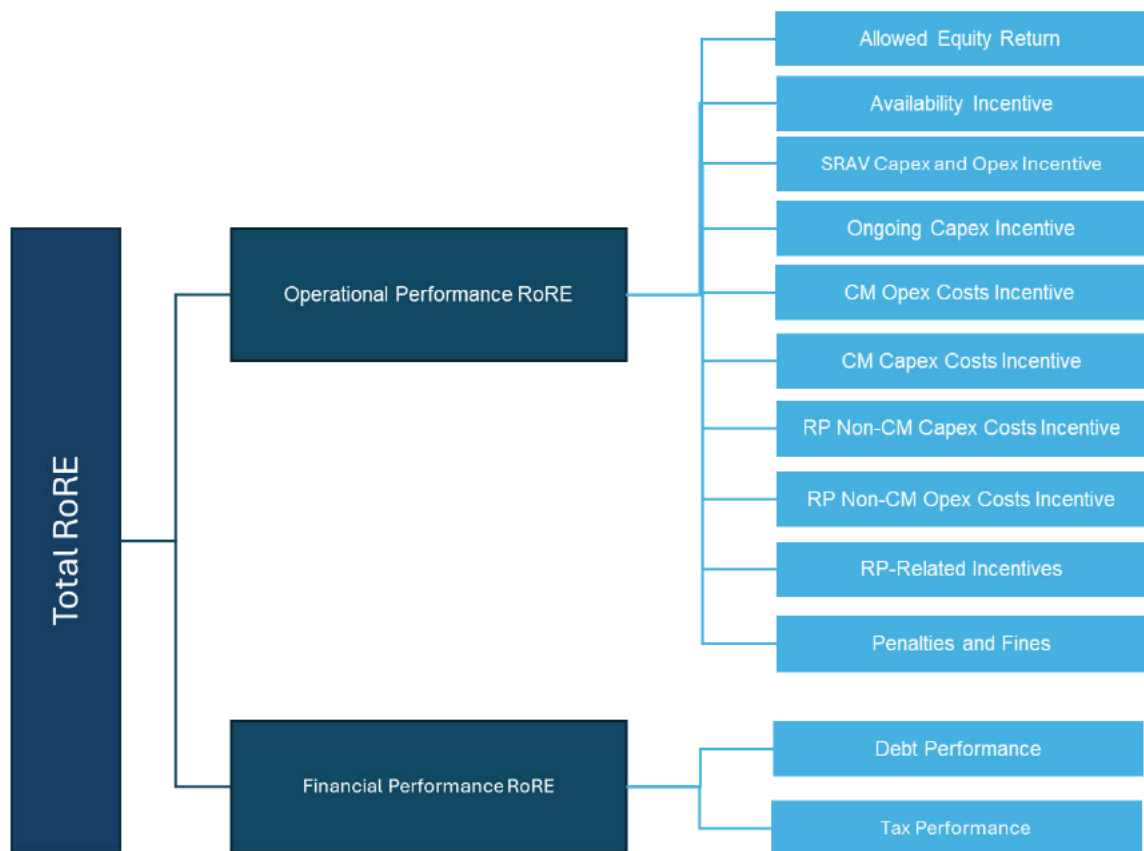 Total RoRE
Operational Performance RoRE
Allowed Equity Return
Availability Incentive
SRAV Capex and Opex Incentive
Ongoing Capex Incentive
CM Opex Costs Incentive
CM Capex Costs Incentive
RP Non-CM Capex Costs Incentive
RP Non-CM Opex Costs Incentive
RP-Related Incentives
Penalties and Fines
Financial Performance RoRE
Debt Performance
Tax Performance